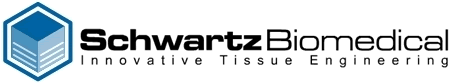 SchwartzBiomedical
Innovative Tissue Engineering